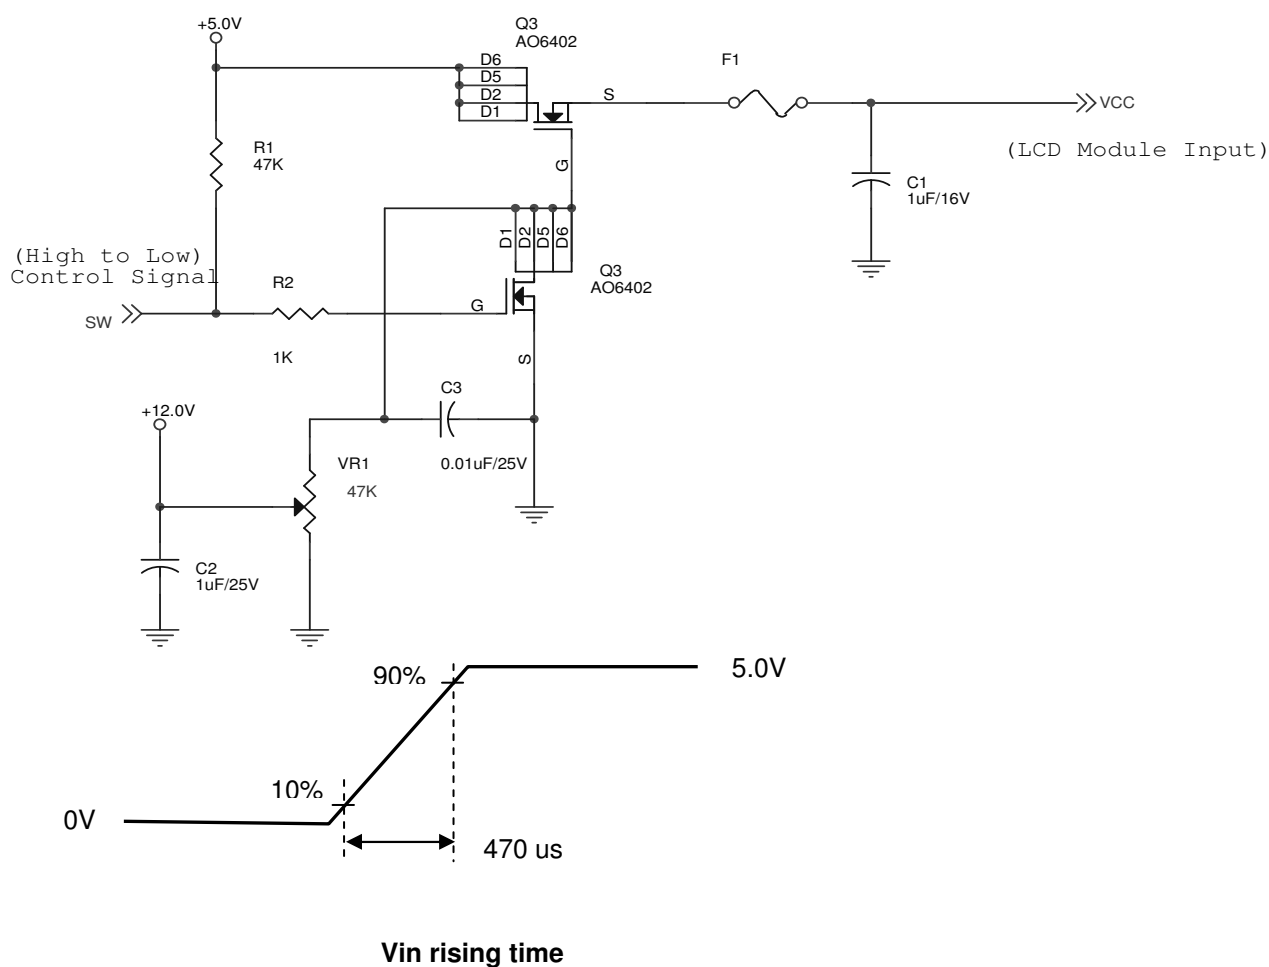 +5.0V
Q3
AO6402
D6
D5
D2
D1
S
F1
VCC
(LCD Module Input)
R1
47K
G
C1
1uF/16V
D1
D2
D5
D6
(High to Low)
Control Signal
R2
Q3
AO6402
SW
G
1K
S
C3
+12.0V
VR1
47K
0.01uF/25V
C2
1uF/25V
90%
5.0V
10%
0V
470 us
Vin rising time